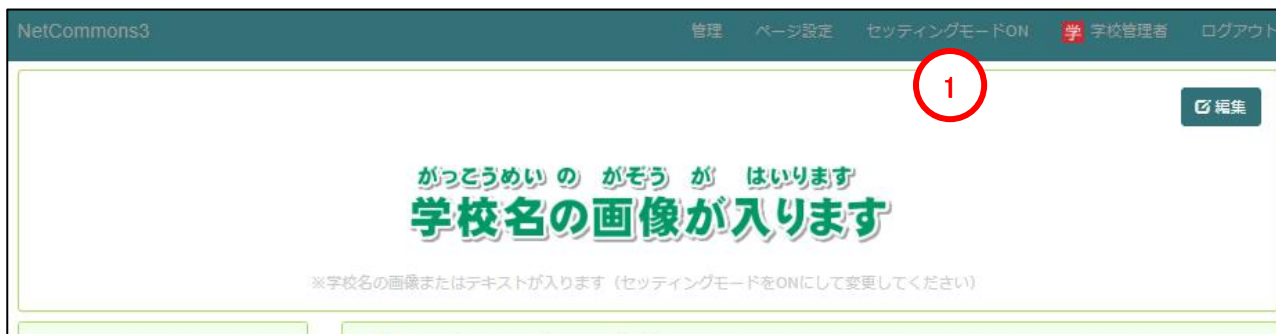 NetCommons3 管理 ページ設定 セッティングモードON 学 学校管理者 ログアウト
1
編集
がっこうめい の がぞう が はいります
学校名の画像が入ります
※学校名の画像またはテキストが入ります（セッティングモードをONにして変更してください）